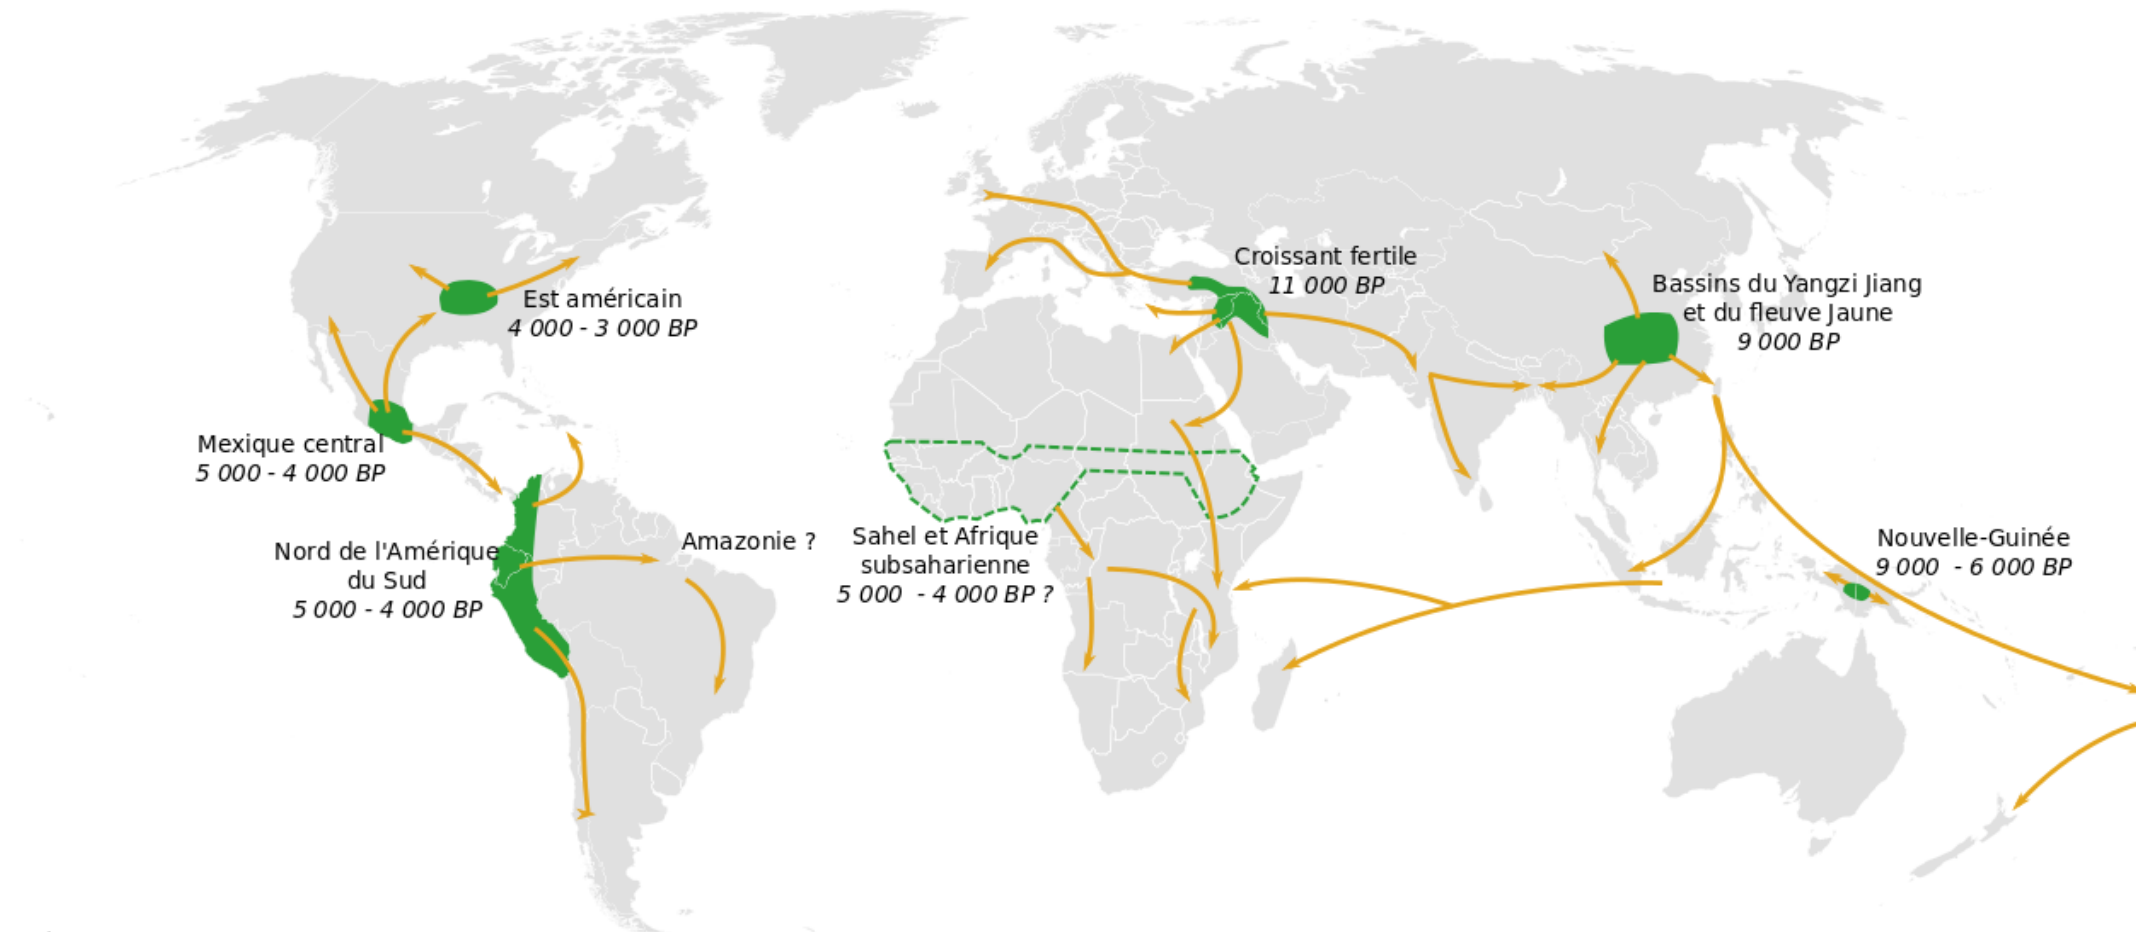 Croissant fertile
11 000 BP
Bassins du Yangzi Jiang
et du fleuve Jaune
9 000 BP
Est américain
4 000 - 3 000 BP
Mexique central
5 000 - 4 000 BP
Nord de l'Amérique
du Sud
5 000 - 4 000 BP
Amazonie ?
Sahel et Afrique
subsaharienne
5 000  - 4 000 BP ?
Nouvelle-Guinée
9 000  - 6 000 BP